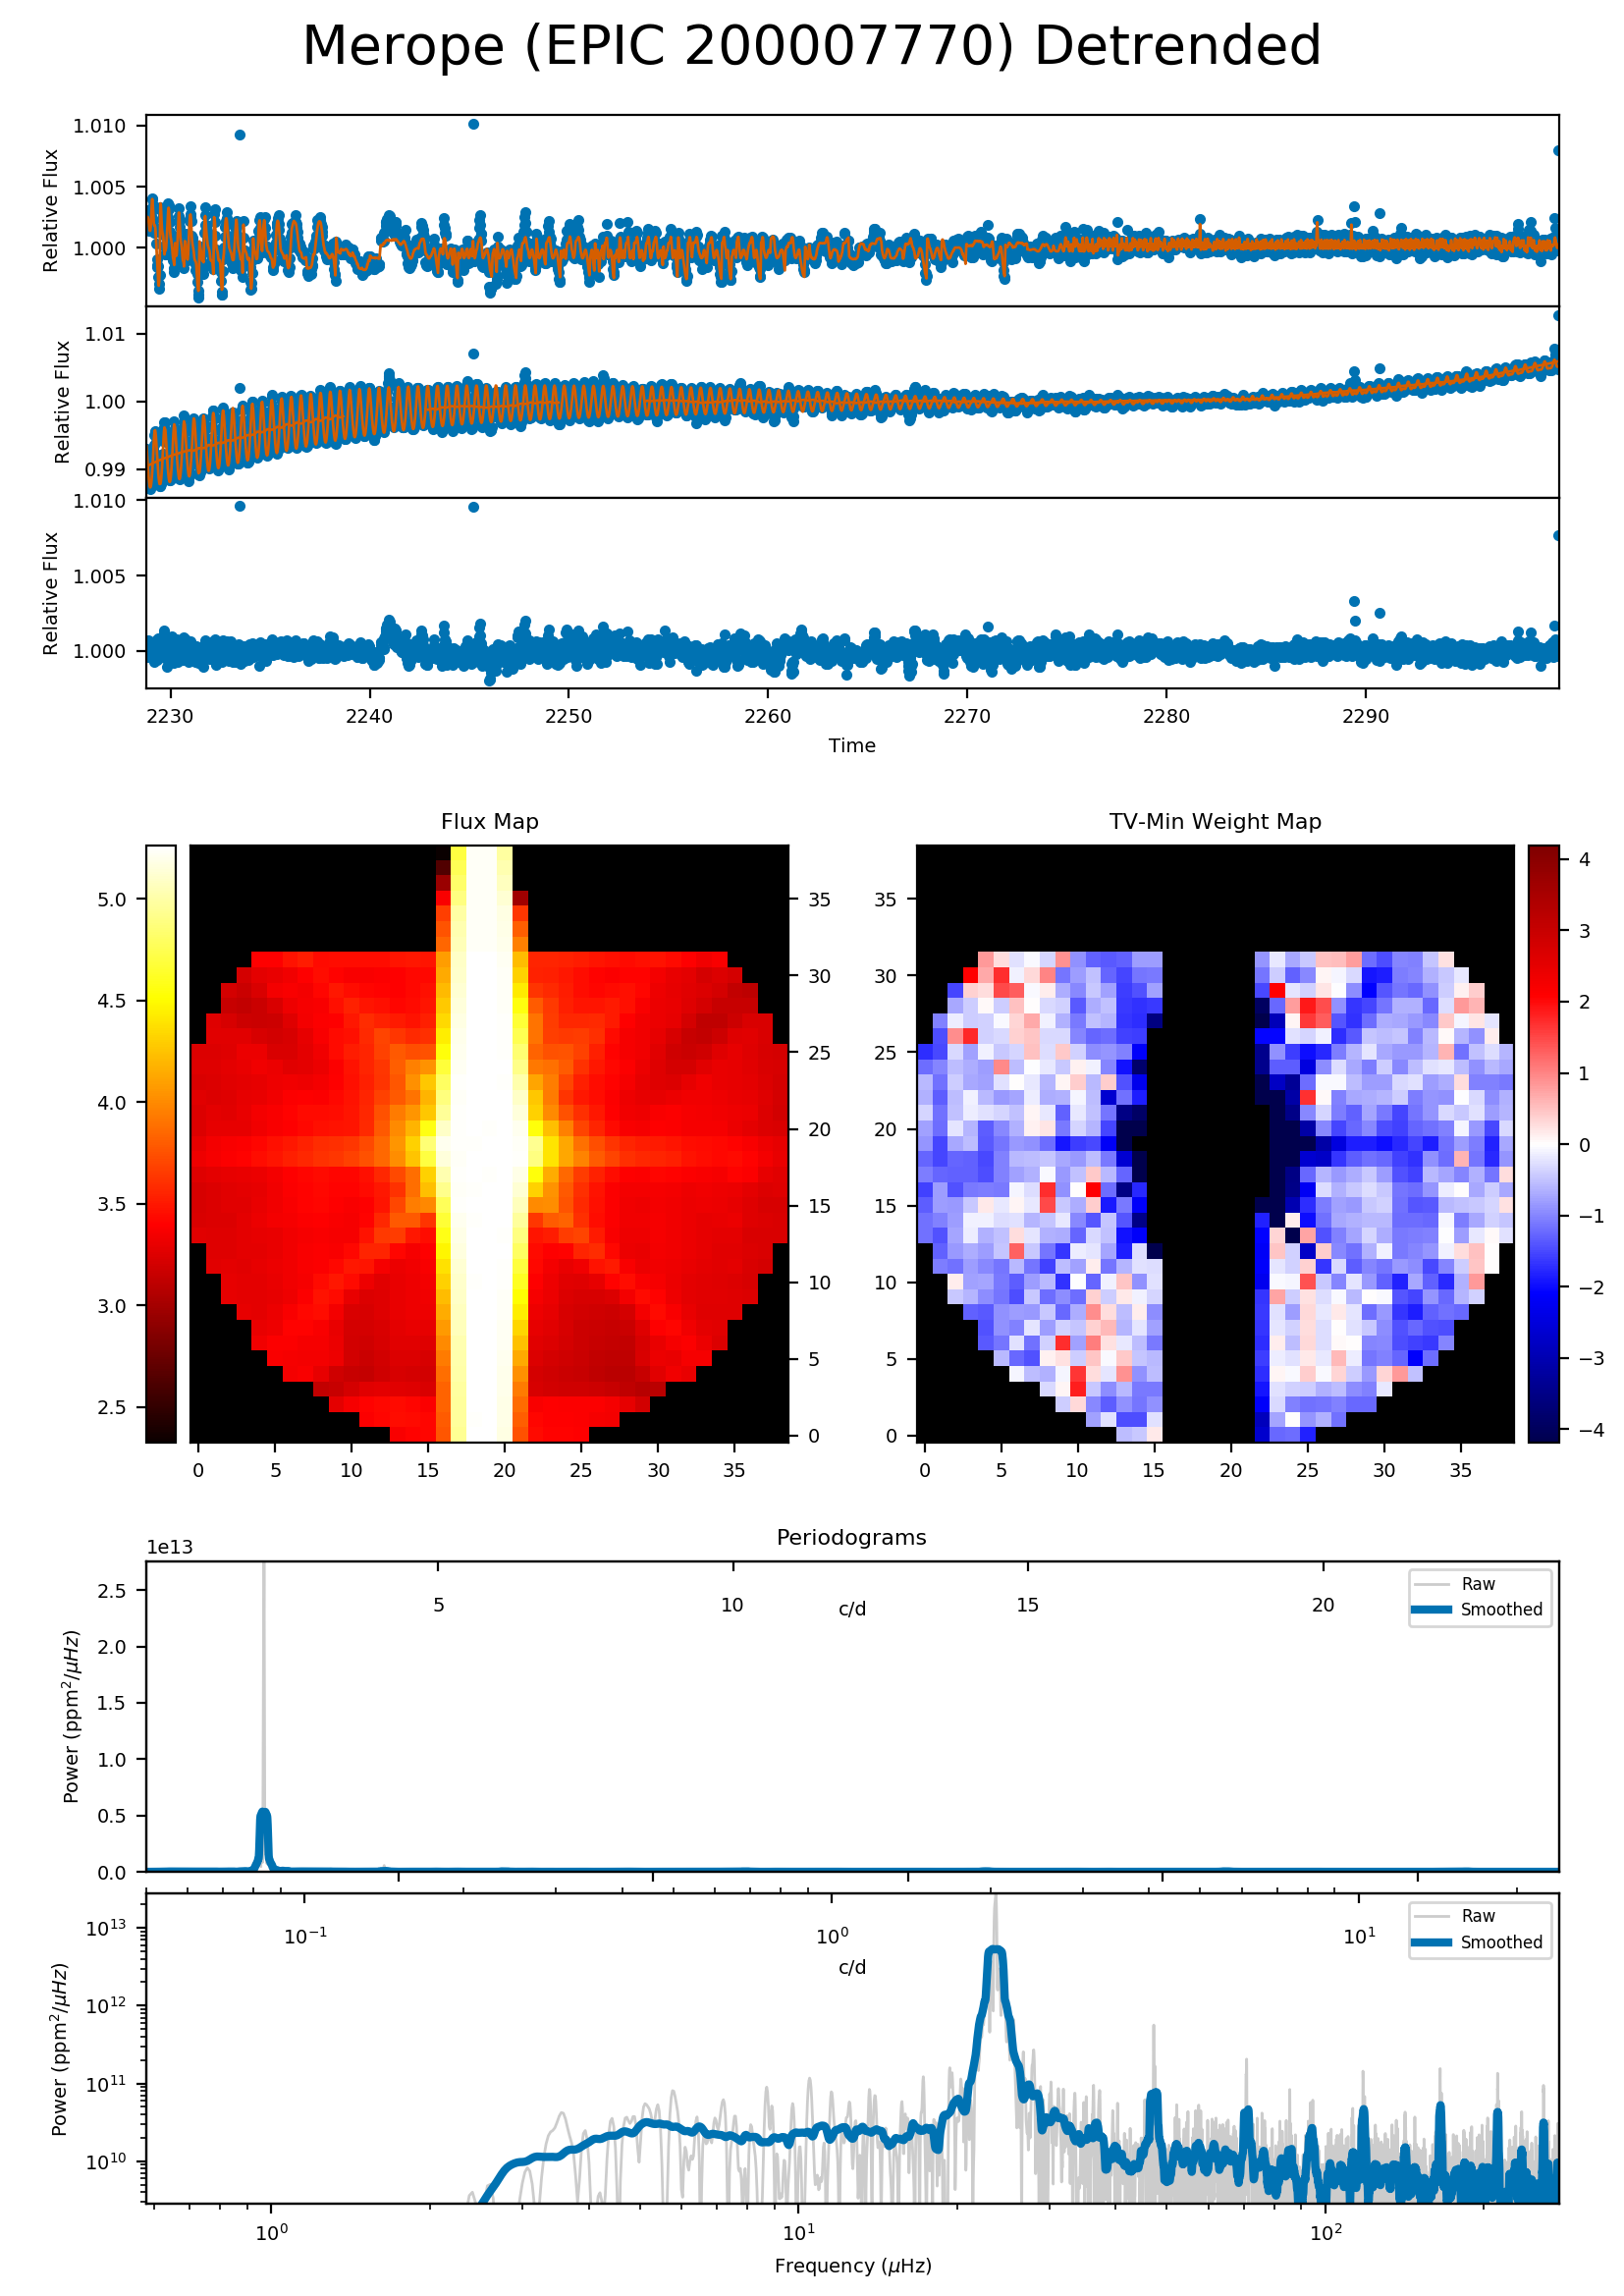 Merope (EPIC 200007770) Detrended
1.010
1.005
1.000
Relative Flux
1.01
1.00
0.99
Relative Flux
1.010
1.005
1.000
Relative Flux
2230 2240 2250 2260 2270 2280 2290
Time
Flux Map
5.0
4.5
4.0
3.5
3.0
2.5
35
30
25
20
15
10
5
0
0 5 10 15 20 25 30 35
TV-Min Weight Map
35
30
25
20
15
10
5
0
0 5 10 15 20 25 30 35
4
3
2
1
0
−1
−2
−3
−4
Periodograms
1e13
2.5
2.0
1.5
1.0
0.5
0.0
Power (ppm²/μHz)
5 10 15 20
c/d
Raw
Smoothed
10¹³
10¹²
10¹¹
10¹⁰
Power (ppm²/μHz)
10⁻¹ 10⁰ 10¹
c/d
Raw
Smoothed
10⁰ 10¹ 10²
Frequency (μHz)